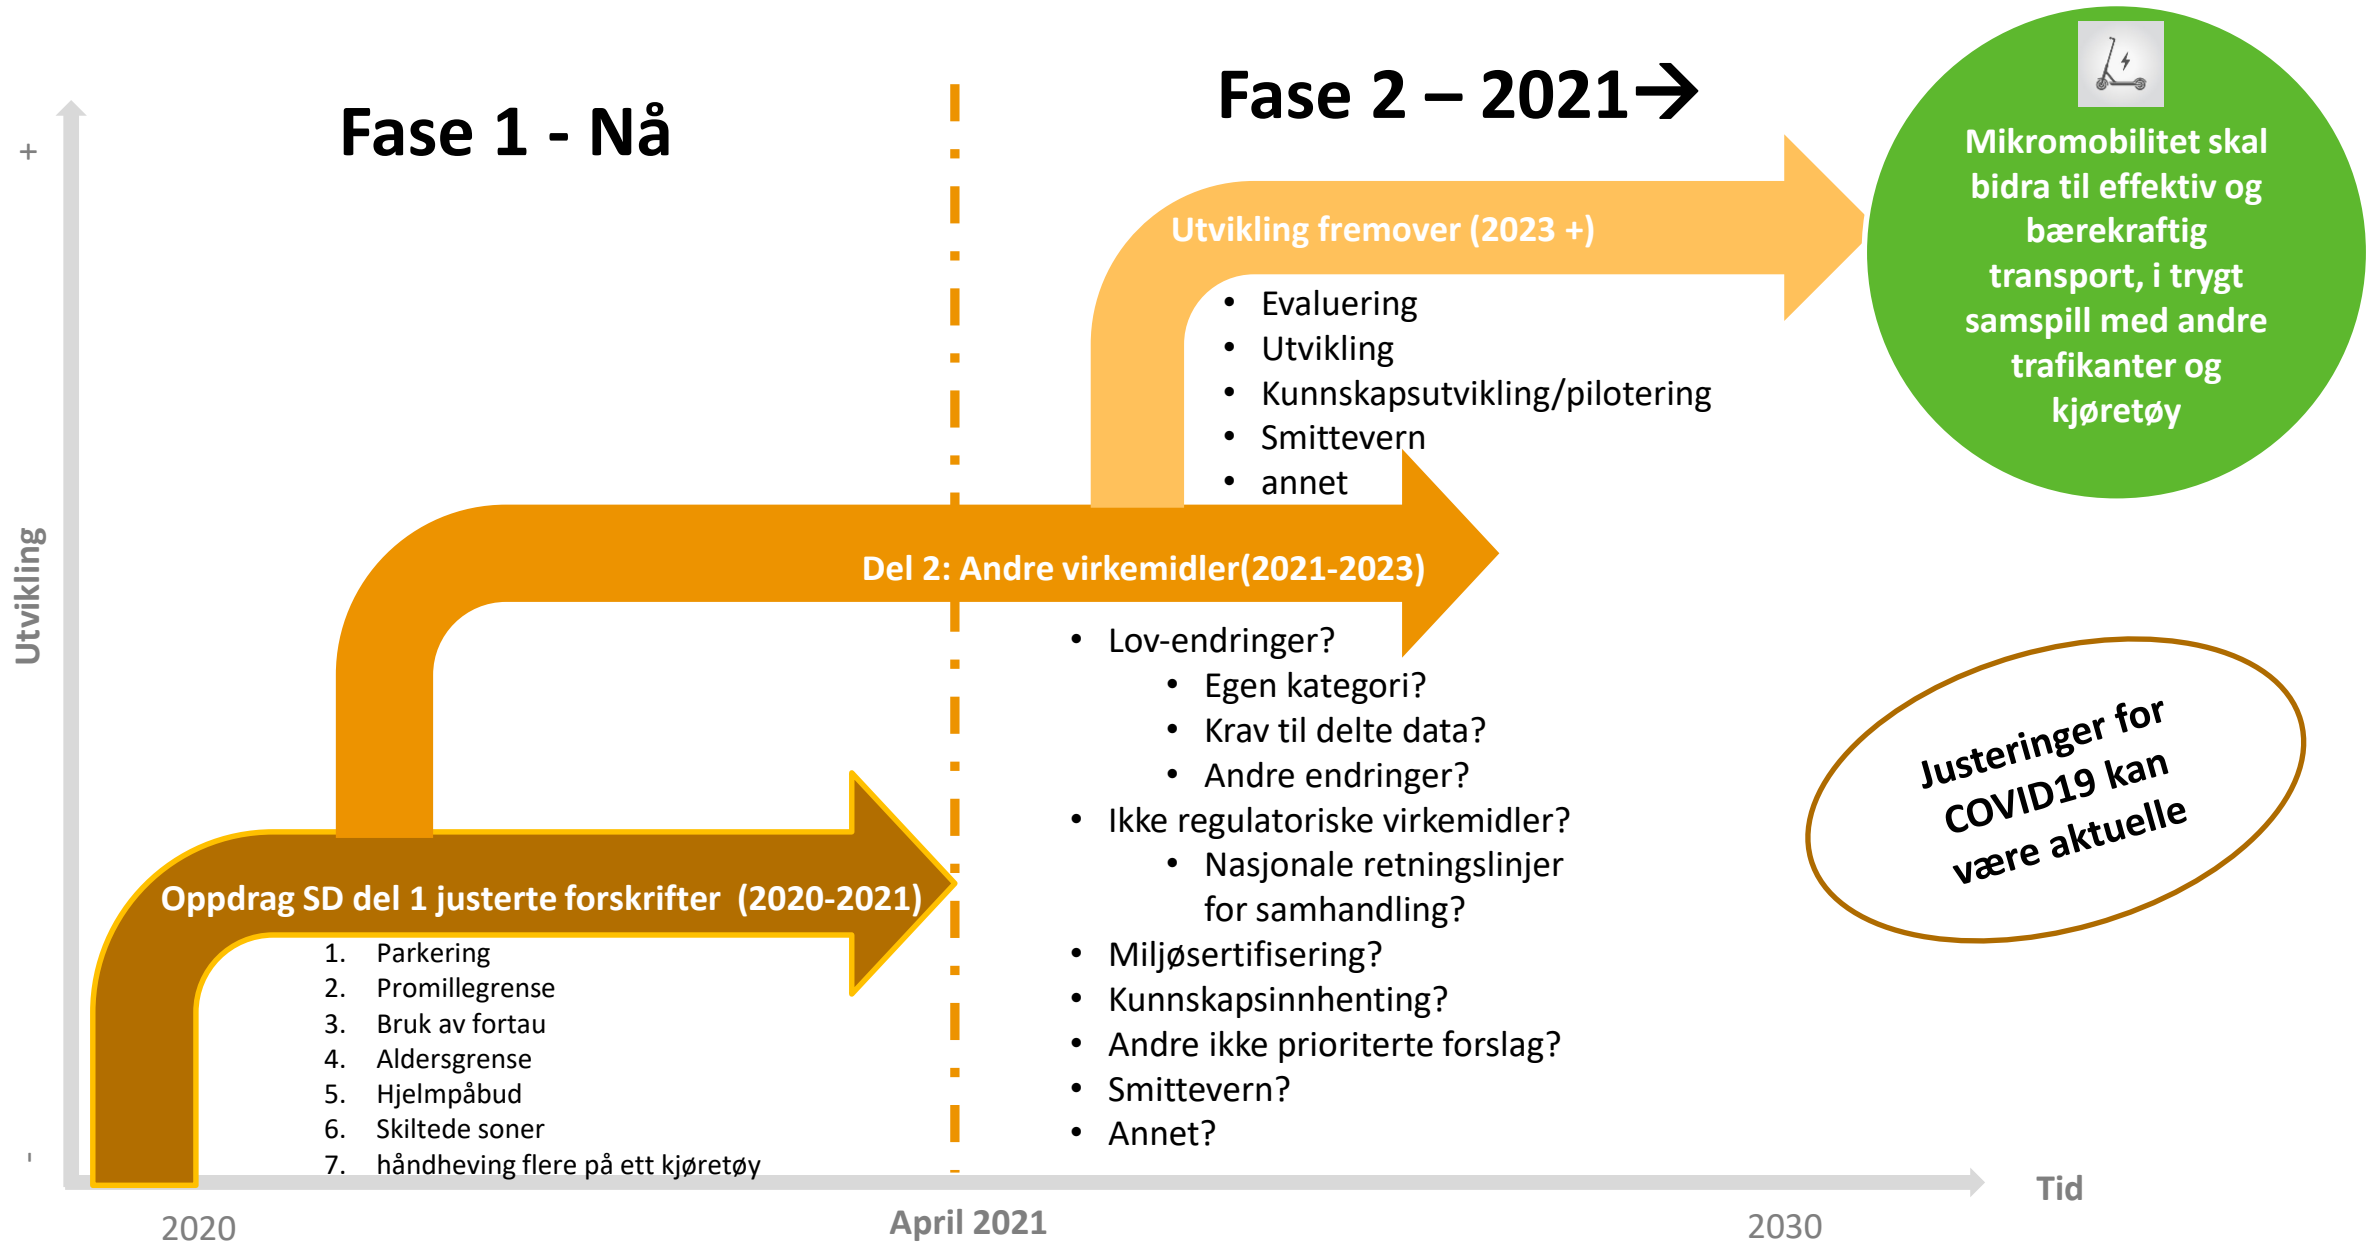 Fase 1 - Nå
Fase 2 – 2021→
+
Utvikling
-
Mikromobilitet skal
bidra til effektiv og
bærekraftig
transport, i trygt
samspill med andre
trafikanter og
kjøretøy
Utvikling fremover (2023 +)
• Evaluering
• Utvikling
• Kunnskapsutvikling/pilotering
• Smittevern
• annet
Del 2: Andre virkemidler(2021-2023)
• Lov-endringer?
• Egen kategori?
• Krav til delte data?
• Andre endringer?
• Ikke regulatoriske virkemidler?
• Nasjonale retningslinjer
for samhandling?
• Miljøsertifisering?
• Kunnskapsinnhenting?
• Andre ikke prioriterte forslag?
• Smittevern?
• Annet?
Justeringer for
COVID19 kan
være aktuelle
Oppdrag SD del 1 justerte forskrifter (2020-2021)
1. Parkering
2. Promillegrense
3. Bruk av fortau
4. Aldersgrense
5. Hjelmpåbud
6. Skiltede soner
7. håndheving flere på ett kjøretøy
Tid
2020
April 2021
2030